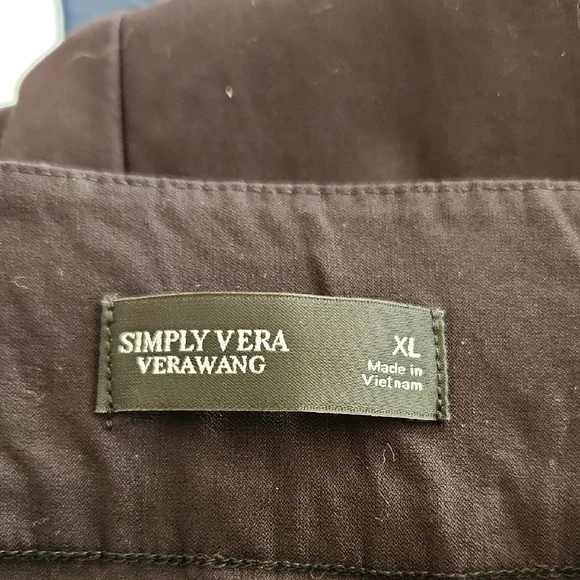 SIMPLY VERA
VERAWANG
XL
Made in
Vietnam